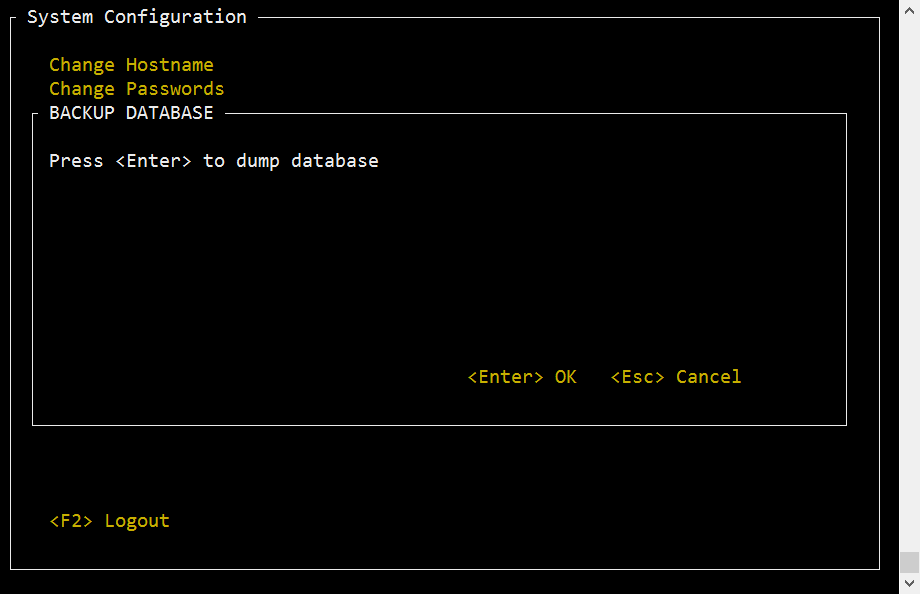 System Configuration
Change Hostname
Change Passwords
BACKUP DATABASE
Press <Enter> to dump database
<Enter> OK <Esc> Cancel
<F2> Logout